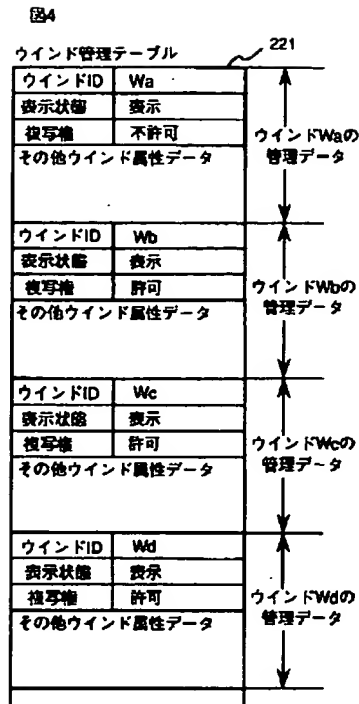 図4
ウインド管理テーブル
221
ウインドID Wa
表示状態 表示
複写権 不許可
その他ウインド属性データ
ウインドWaの
管理データ
ウインドID Wb
表示状態 表示
複写権 許可
その他ウインド属性データ
ウインドWbの
管理データ
ウインドID Wc
表示状態 表示
複写権 許可
その他ウインド属性データ
ウインドWcの
管理データ
ウインドID Wd
表示状態 表示
複写権 許可
その他ウインド属性データ
ウインドWdの
管理データ